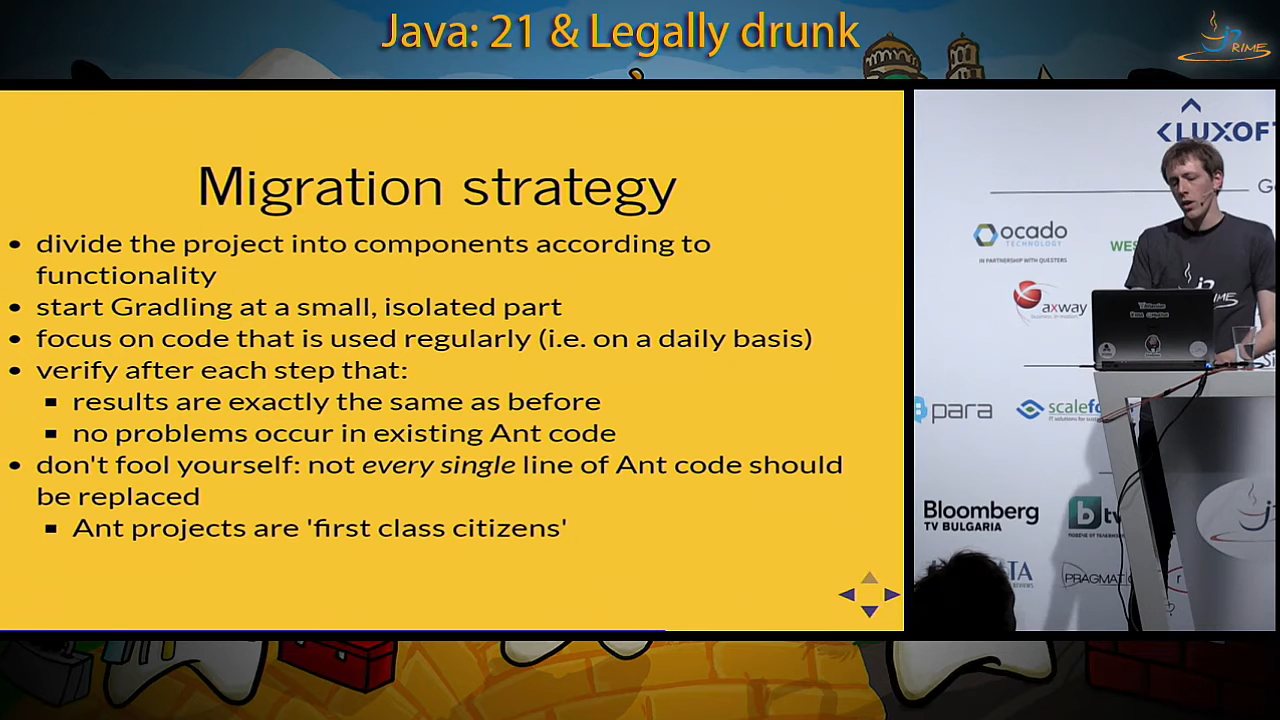 Java: 21 & Legally drunk
jPRIME
Migration strategy
• divide the project into components according to
functionality
• start Gradling at a small, isolated part
• focus on code that is used regularly (i.e. on a daily basis)
• verify after each step that:
▪ results are exactly the same as before
▪ no problems occur in existing Ant code
• don't fool yourself: not every single line of Ant code should
be replaced
▪ Ant projects are 'first class citizens'
LUXOFT
G
ocado
TECHNOLOGY
IN PARTNERSHIP WITH QUESTERS
WES
axway
para
scalefo
Bloomberg
TV BULGARIA
b tv
TA
PRAGMATI